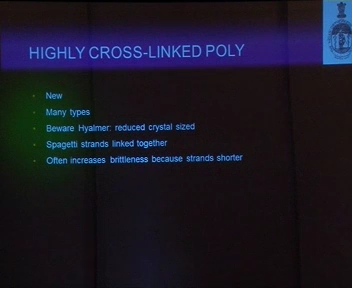 HIGHLY CROSS-LINKED POLY
New
Many types
Beware Hyalmer: reduced crystal sized
Spagetti strands linked together
Often increases brittleness because strands shorter